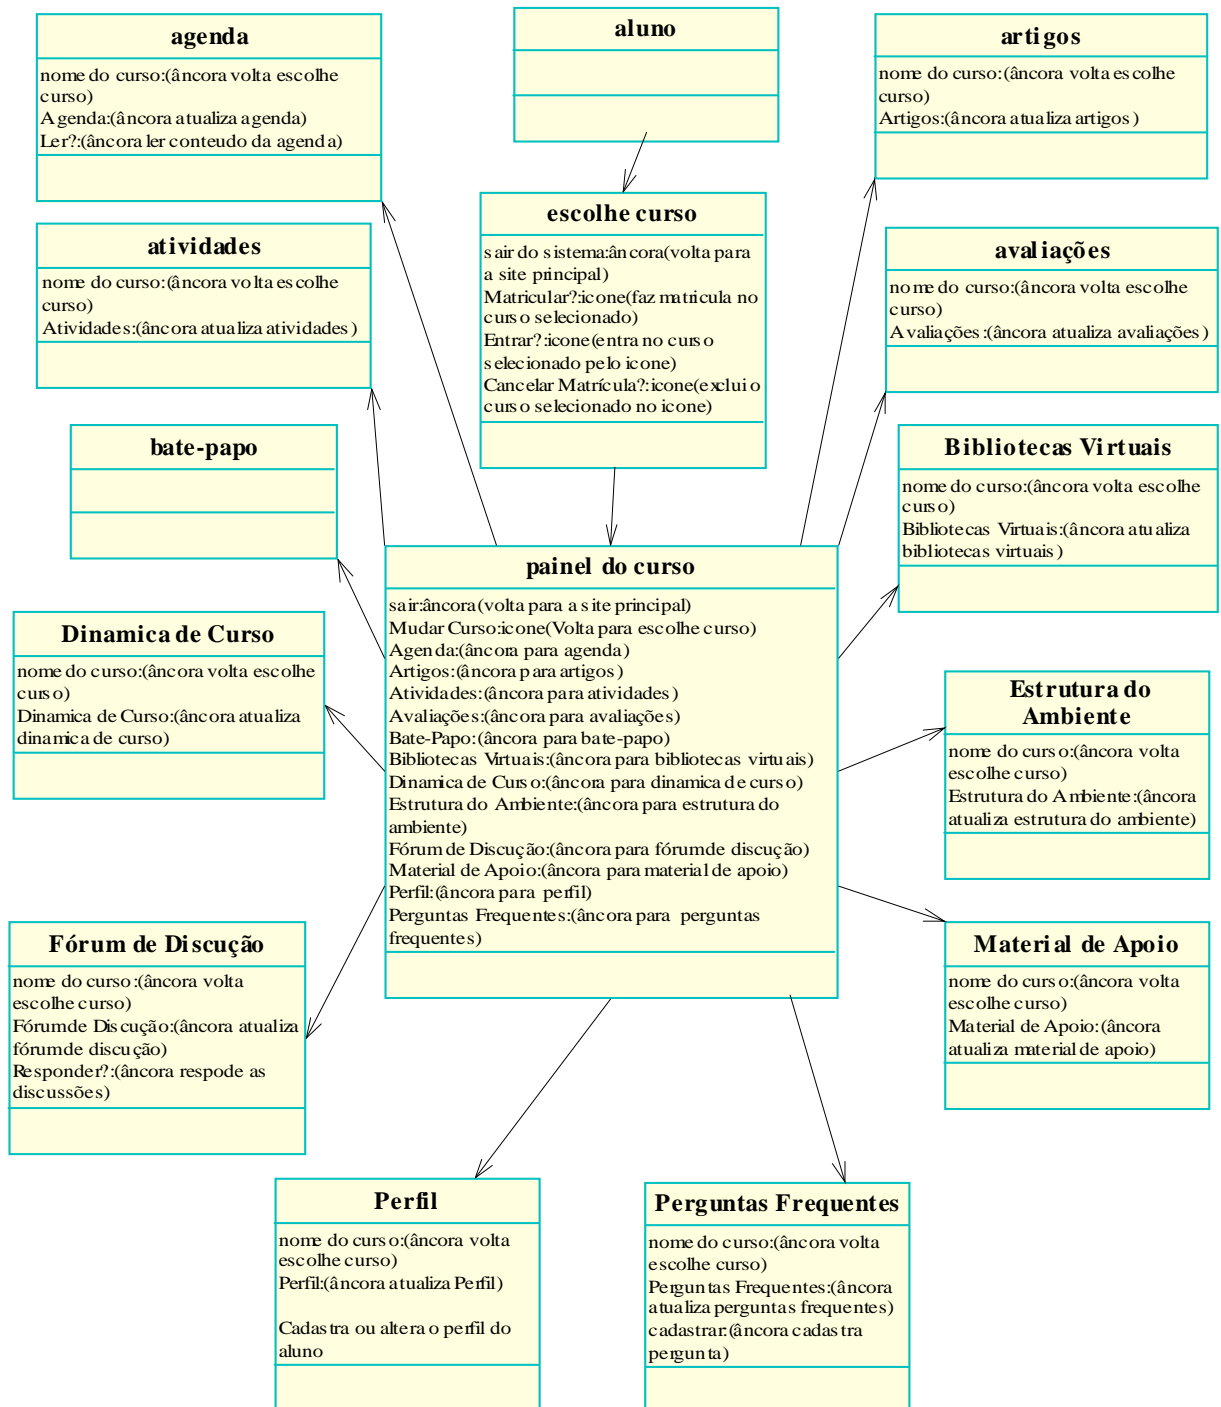 agenda
nome do curso:(âncora volta escolhe
curso)
Agenda:(âncora atualiza agenda)
Ler?:(âncora ler conteudo da agenda)
aluno
artigos
nome do curso:(âncora volta escolhe
curso)
Artigos:(âncora atualiza artigos)
escolhe curso
sair do sistema:âncora(volta para
a site principal)
Matricular?:icone(faz matricula no
curso selecionado)
Entrar?:icone(entra no curso
selecionado pelo icone)
Cancelar Matrícula?:icone(exclui o
curso selecionado no icone)
atividades
nome do curso:(âncora volta escolhe
curso)
Atividades:(âncora atualiza atividades)
avaliações
nome do curso:(âncora volta escolhe
curso)
Avaliações:(âncora atualiza avaliações)
bate-papo
Bibliotecas Virtuais
nome do curso:(âncora volta escolhe
curso)
Bibliotecas Virtuais:(âncora atualiza
bibliotecas virtuais)
painel do curso
sair:âncora(volta para a site principal)
Mudar Curso:icone(Volta para escolhe curso)
Agenda:(âncora para agenda)
Artigos:(âncora para artigos)
Atividades:(âncora para atividades)
Avaliações:(âncora para avaliações)
Bate-Papo:(âncora para bate-papo)
Bibliotecas Virtuais:(âncora para bibliotecas virtuais)
Dinamica de Curso:(âncora para dinamica de curso)
Estrutura do Ambiente:(âncora para estrutura do
ambiente)
Fórum de Discução:(âncora para fórum de discução)
Material de Apoio:(âncora para material de apoio)
Perfil:(âncora para perfil)
Perguntas Frequentes:(âncora para perguntas
frequentes)
Dinamica de Curso
nome do curso:(âncora volta escolhe
curso)
Dinamica de Curso:(âncora atualiza
dinamica de curso)
Estrutura do
Ambiente
nome do curso:(âncora volta
escolhe curso)
Estrutura do Ambiente:(âncora
atualiza estrutura do ambiente)
Fórum de Discução
nome do curso:(âncora volta
escolhe curso)
Fórum de Discução:(âncora atualiza
fórum de discução)
Responder?:(âncora respode as
discussões)
Material de Apoio
nome do curso:(âncora volta
escolhe curso)
Material de Apoio:(âncora
atualiza material de apoio)
Perfil
nome do curso:(âncora volta
escolhe curso)
Perfil:(âncora atualiza Perfil)
Cadastra ou altera o perfil do
aluno
Perguntas Frequentes
nome do curso:(âncora volta
escolhe curso)
Perguntas Frequentes:(âncora
atualiza perguntas frequentes)
cadastrar:(âncora cadastra
pergunta)